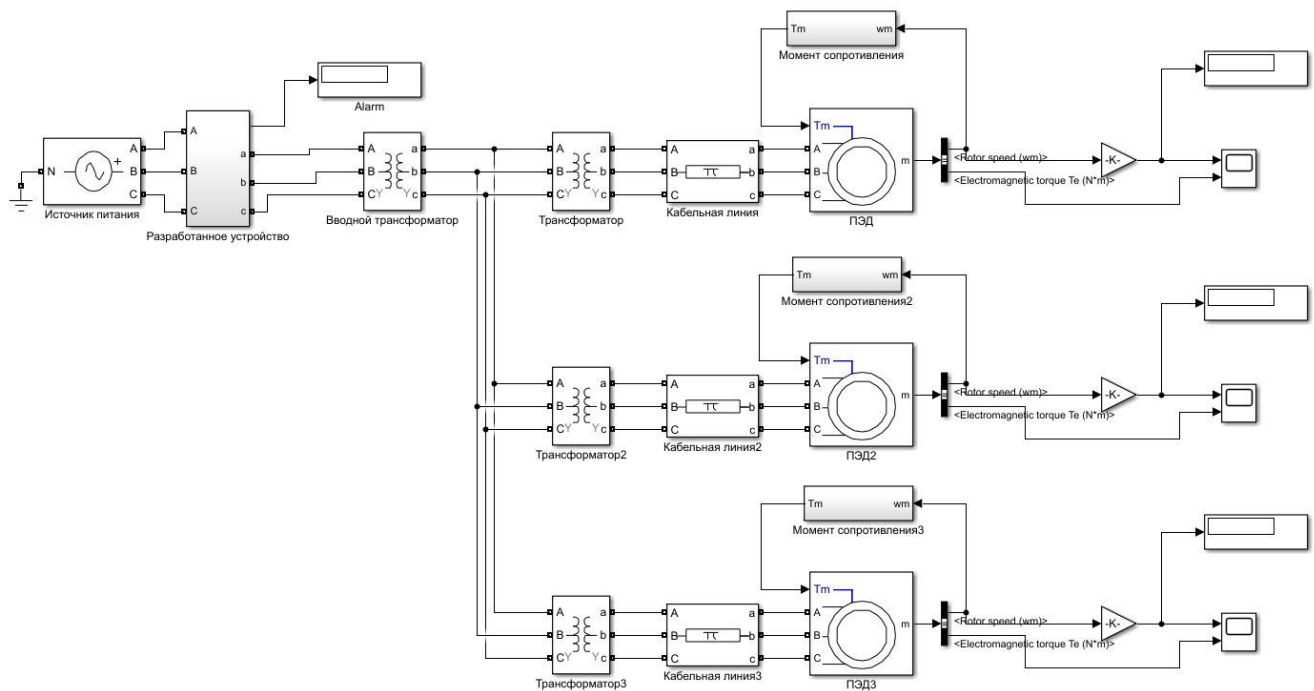 Tm wm
Момент сопротивления
Alarm
N A B C
Источник питания
A B C a b c
Разработанное устройство
A B C Y Y a b c
Вводной трансформатор
A B C Y Y a b c
Трансформатор
A B C a b c
Кабельная линия
Tm
A B C m
ПЭД
<Rotor speed (wm)>
<Electromagnetic torque Te (N*m)>
-K-
Tm wm
Момент сопротивления2
A B C Y Y a b c
Трансформатор2
A B C a b c
Кабельная линия2
Tm
A B C m
ПЭД2
<Rotor speed (wm)>
<Electromagnetic torque Te (N*m)>
-K-
Tm wm
Момент сопротивления3
A B C Y Y a b c
Трансформатор3
A B C a b c
Кабельная линия3
Tm
A B C m
ПЭД3
<Rotor speed (wm)>
<Electromagnetic torque Te (N*m)>
-K-